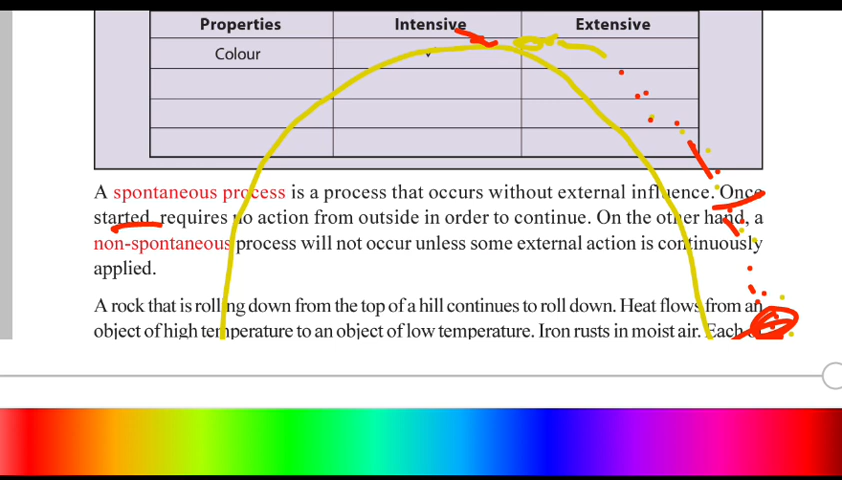 Properties Intensive Extensive
Colour ✓
A spontaneous process is a process that occurs without external influence. Once
started, requires no action from outside in order to continue. On the other hand, a
non-spontaneous process will not occur unless some external action is continuously
applied.
A rock that is rolling down from the top of a hill continues to roll down. Heat flows from an
object of high temperature to an object of low temperature. Iron rusts in moist air. Each